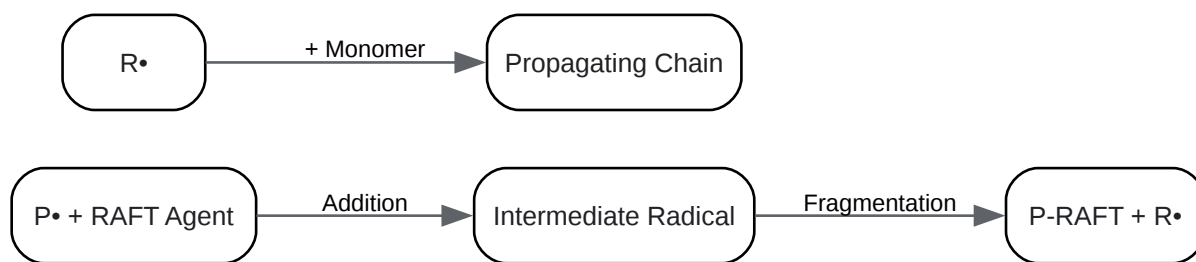 R•
+ Monomer
Propagating Chain
P• + RAFT Agent
Addition
Intermediate Radical
Fragmentation
P-RAFT + R•